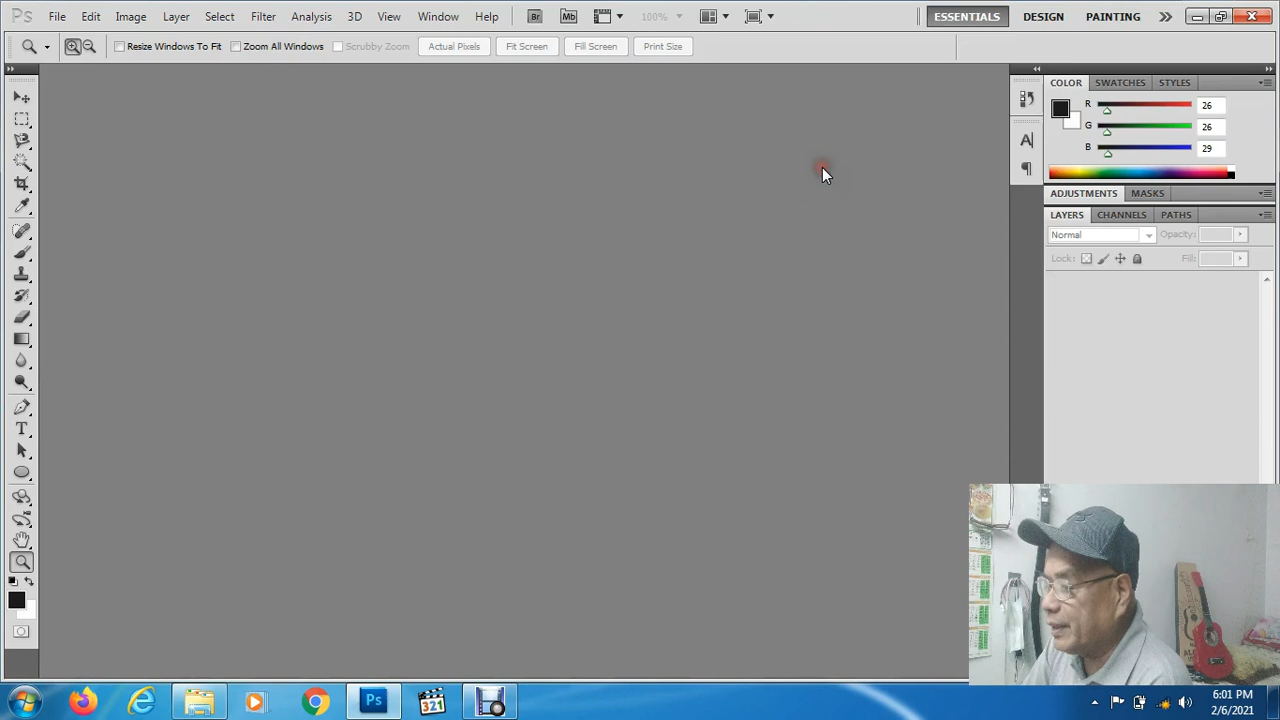 Ps File Edit Image Layer Select Filter Analysis 3D View Window Help Br Mb 100% ESSENTIALS DESIGN PAINTING
Resize Windows To Fit Zoom All Windows Scrubby Zoom Actual Pixels Fit Screen Fill Screen Print Size
COLOR SWATCHES STYLES
R 26
G 26
B 29
ADJUSTMENTS MASKS
LAYERS CHANNELS PATHS
Normal Opacity:
Lock: Fill:
T
A
Ps
321
6:01 PM
2/6/2021